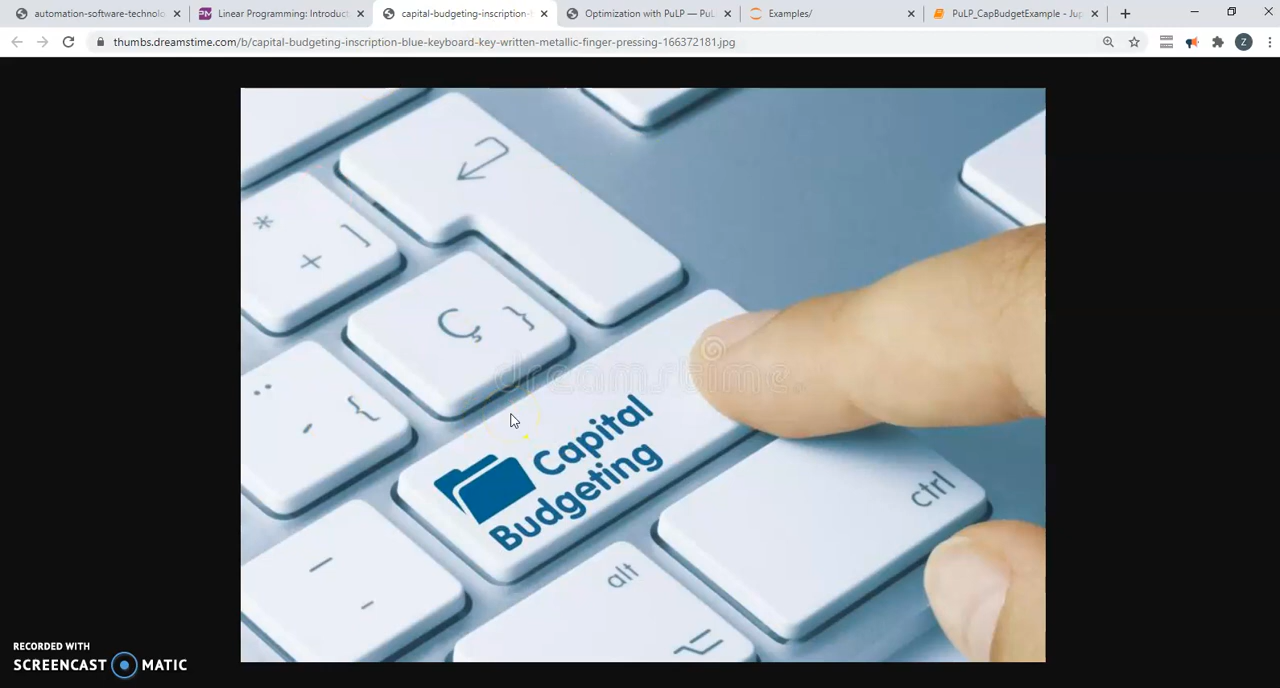 automation-software-technolo
Linear Programming: Introduct
capital-budgeting-inscription-
Optimization with PuLP — PuL
Examples/
PuLP_CapBudgetExample - Jup
thumbs.dreamstime.com/b/capital-budgeting-inscription-blue-keyboard-key-written-metallic-finger-pressing-166372181.jpg
Z
* + ]
Ç }
{
dreamstime.
Capital
Budgeting
ctrl
alt
RECORDED WITH
SCREENCAST MATIC